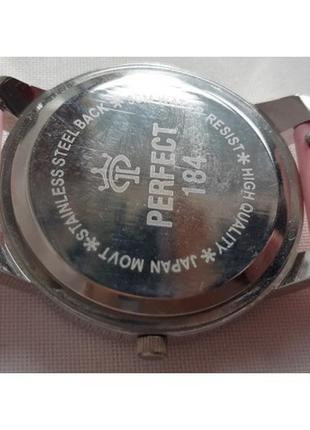 STAINLESS STEEL BACK * RESIST * HIGH QUALITY * JAPAN MOVT *
PERFECT
184